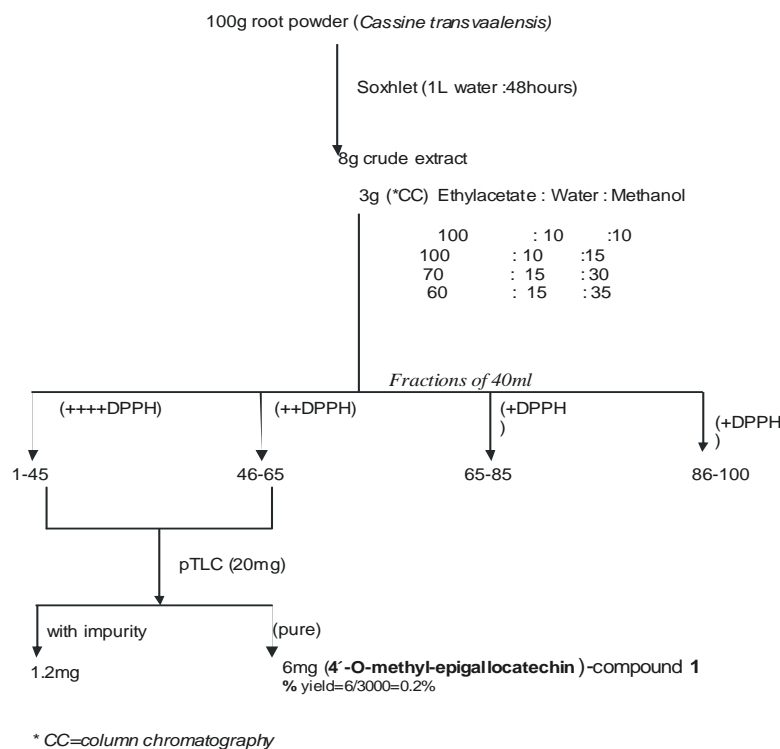 100g root powder (Cassine transvaalensis)
Soxhlet (1L water :48hours)
8g crude extract
3g (*CC) Ethylacetate : Water : Methanol
100 : 10 :10
100 : 10 :15
70 : 15 :30
60 : 15 :35
Fractions of 40ml
(++++DPPH) (++DPPH) (+DPPH (+DPPH
) )
1-45 46-65 65-85 86-100
pTLC (20mg)
with impurity (pure)
1.2mg 6mg (4´-O-methyl-epigallocatechin )-compound 1
% yield=6/3000=0.2%
* CC=column chromatography